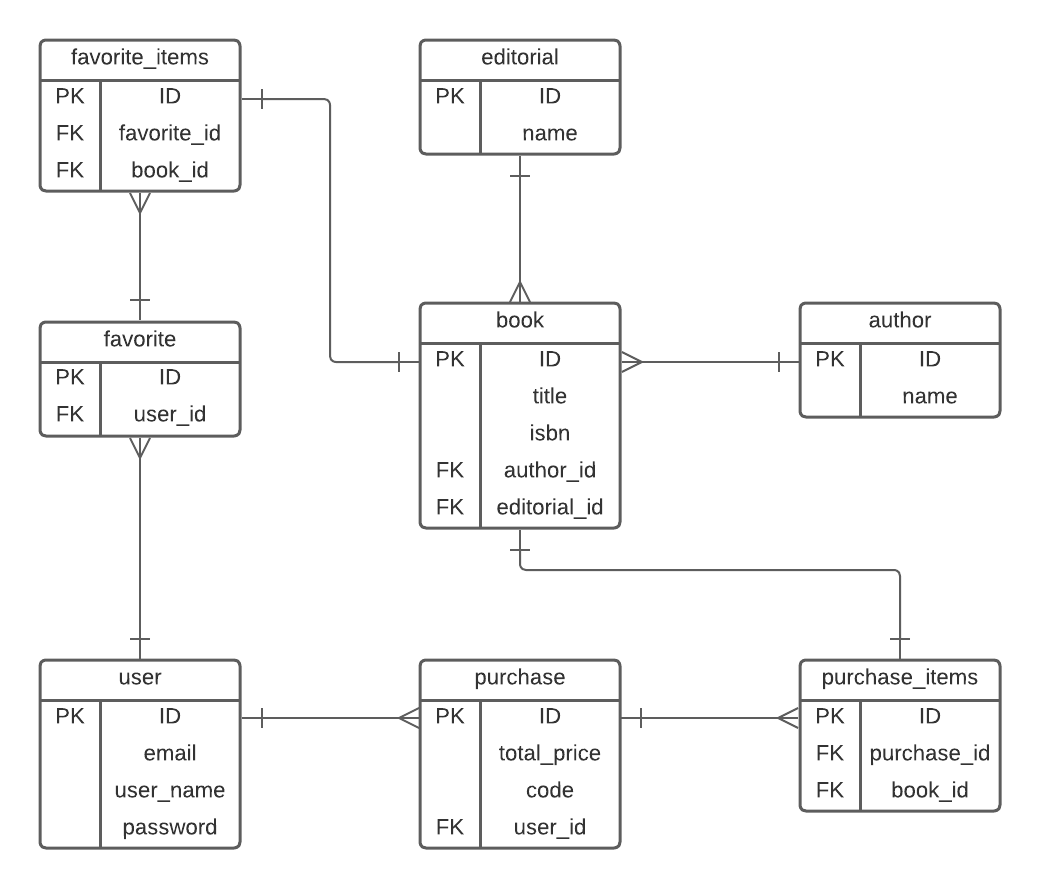 favorite_items
PK ID
FK favorite_id
FK book_id
editorial
PK ID
name
favorite
PK ID
FK user_id
book
PK ID
title
isbn
FK author_id
FK editorial_id
author
PK ID
name
user
PK ID
email
user_name
password
purchase
PK ID
total_price
code
FK user_id
purchase_items
PK ID
FK purchase_id
FK book_id